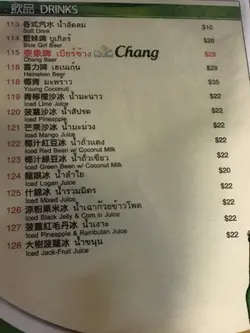 飲品 DRINKS
113 各式汽水 น้ำอัดลม $10
Soft Drink
114 藍妹啤 บูเกิร์ $28
Blue Girl Beer
115 泰象啤 เบียร์ช้าง Chang $28
Chang Beer
116 喜力啤 เฮเนเก้น $28
Heineken Beer
118 椰青 มะพร้าว $35
Young Coconut
119 青檸檬沙冰 น้ำมะนาว $22
Iced Lime Juice
120 菠蘿沙冰 น้ำสัปรด $22
Iced Pineapple
121 芒果沙冰 น้ำมะม่วง $22
Iced Mango Juice
122 椰汁紅豆冰 น้ำถั่วแดง $22
Iced Red Bean w/ Coconut Milk
123 椰汁綠豆冰 น้ำถั่วเขียว $22
Iced Green Bean w/ Coconut Milk
124 龍眼冰 น้ำลำใย $22
Iced Logan Juice
125 什錦冰 น้ำรวมมิตร $22
Iced Mixed Juice
126 涼粉粟米冰 น้ำเฉาก๊วยข้าวโพด $22
Iced Black Jelly & Corn in Juice
127 菠蘿紅毛丹冰 น้ำเงาะ $22
Iced Pineapple & Rambulan Juice
128 大樹菠蘿冰 น้ำขนุน $22
Iced Jack-Fruit Juice